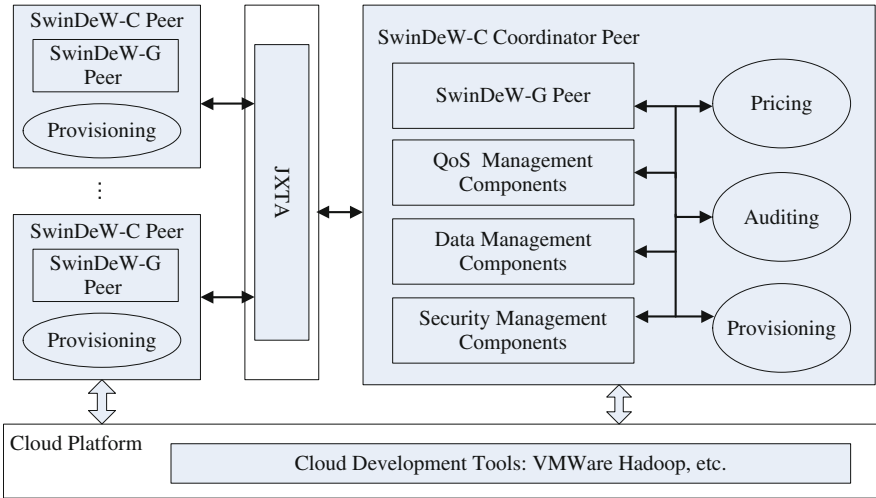 SwinDeW-C Peer
SwinDeW-G
Peer
Provisioning
...
SwinDeW-C Peer
SwinDeW-G
Peer
Provisioning
JXTA
SwinDeW-C Coordinator Peer
SwinDeW-G Peer
QoS Management
Components
Data Management
Components
Security Management
Components
Pricing
Auditing
Provisioning
Cloud Platform
Cloud Development Tools: VMWare Hadoop, etc.